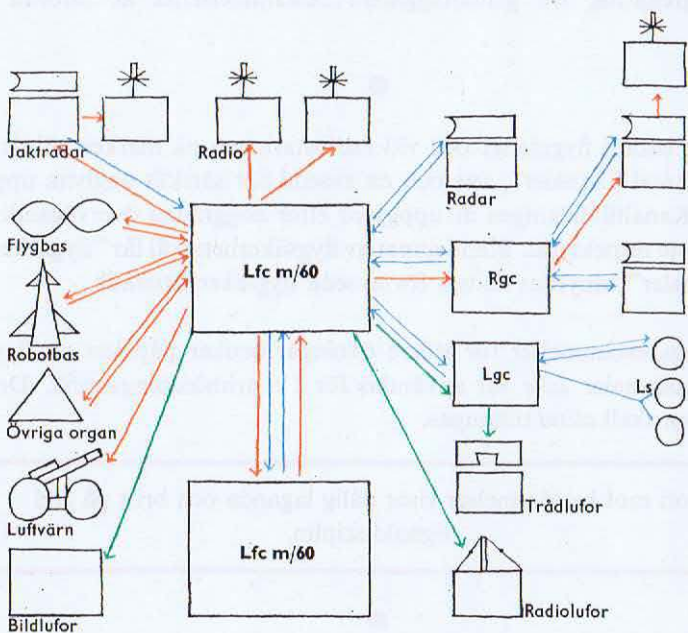 Jaktradar
Radio
Radar
Flygbas
Lfc m/60
Rgc
Robotbas
Lgc
Ls
Övriga organ
Luftvärn
Lfc m/60
Trådlufor
Bildlufor
Radiolufor